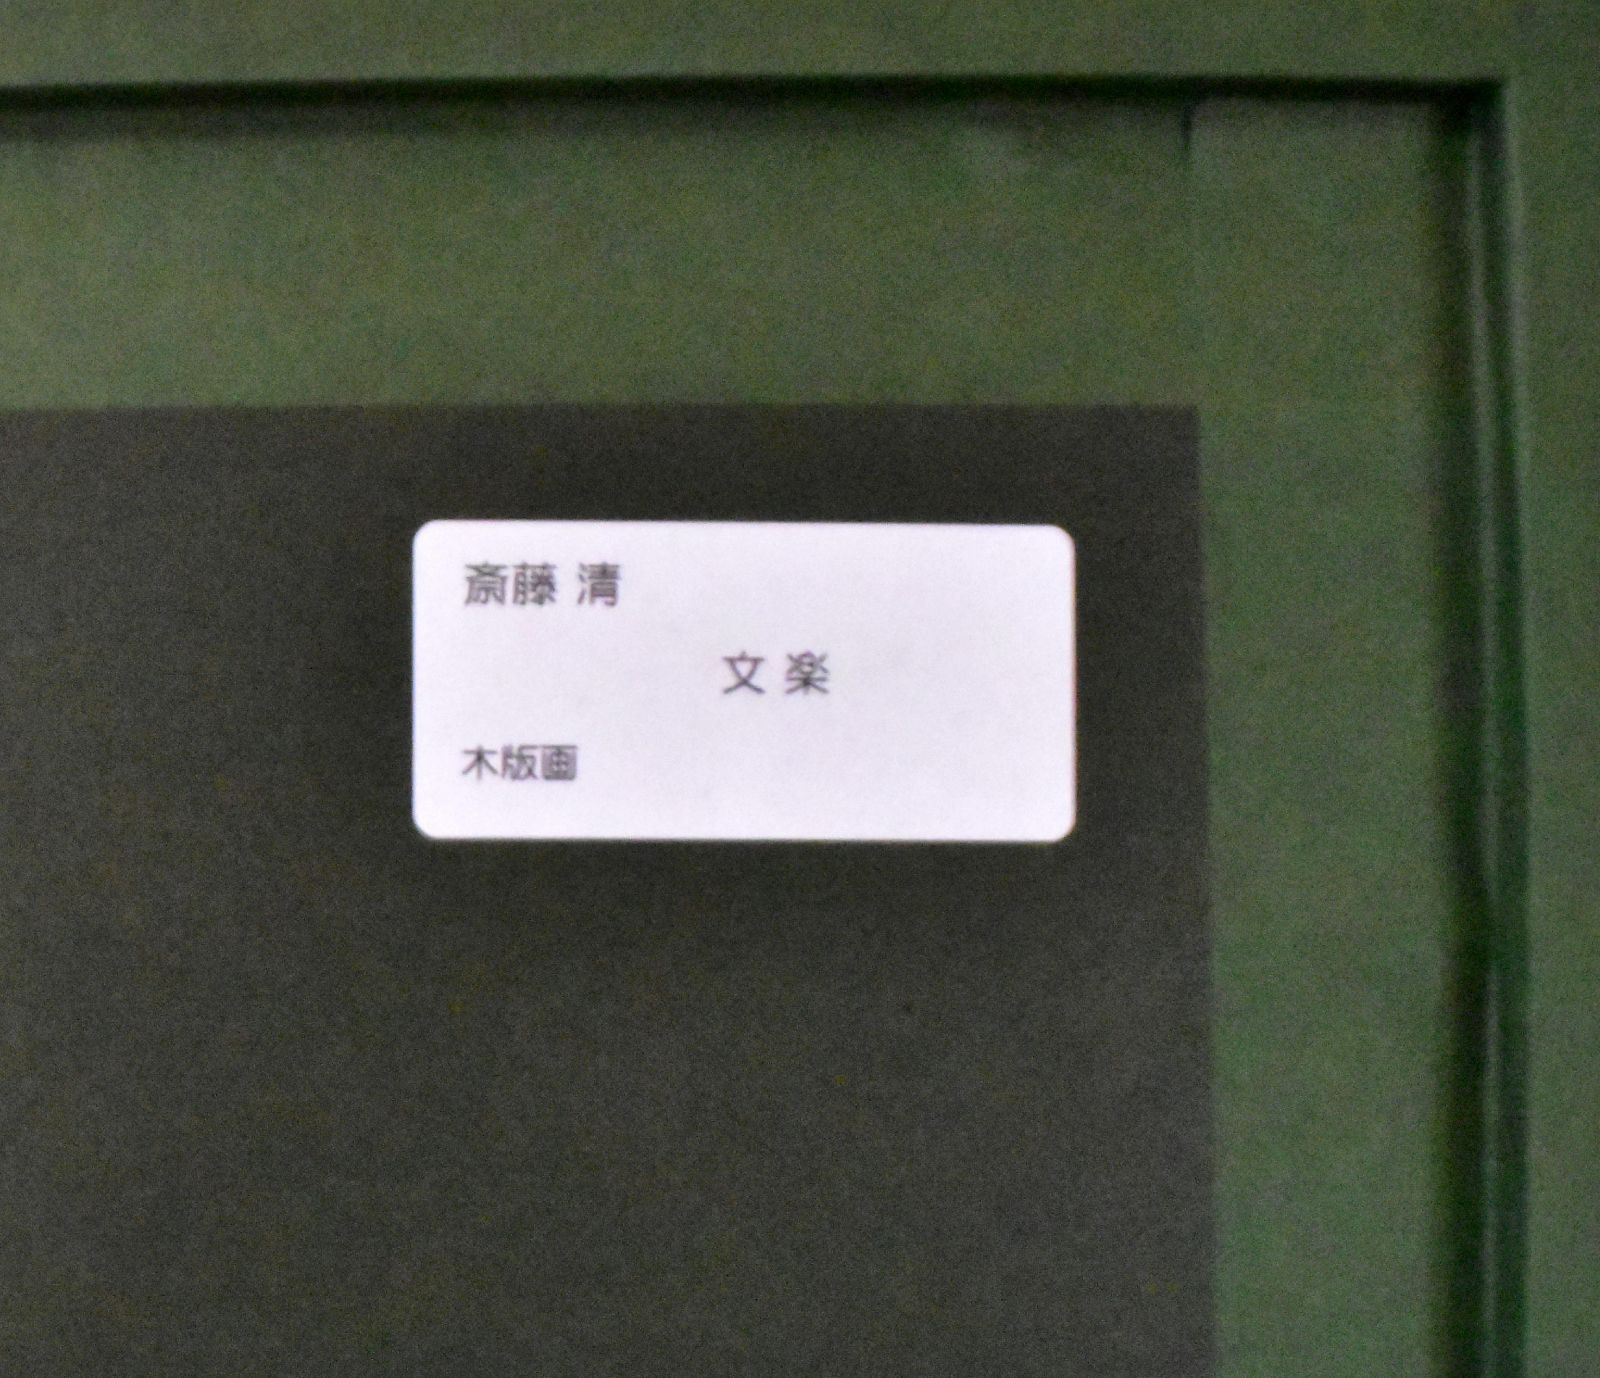 斎藤 清
文 楽
木版画